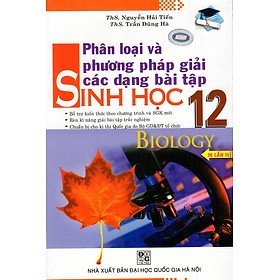 ThS. Nguyễn Hải Tiến
ThS. Trần Dũng Hà
Phân loại và
phương pháp giải
các dạng bài tập
SINH HỌC 12
• Bổ trợ kiến thức theo chương trình và SGK mới
• Rèn kĩ năng giải bài tập trắc nghiệm
• Chuẩn bị cho kì thi Quốc gia do Bộ GD&ĐT tổ chức
BIOLOGY
IN LẦN IV
NHÀ XUẤT BẢN ĐẠI HỌC QUỐC GIA HÀ NỘI